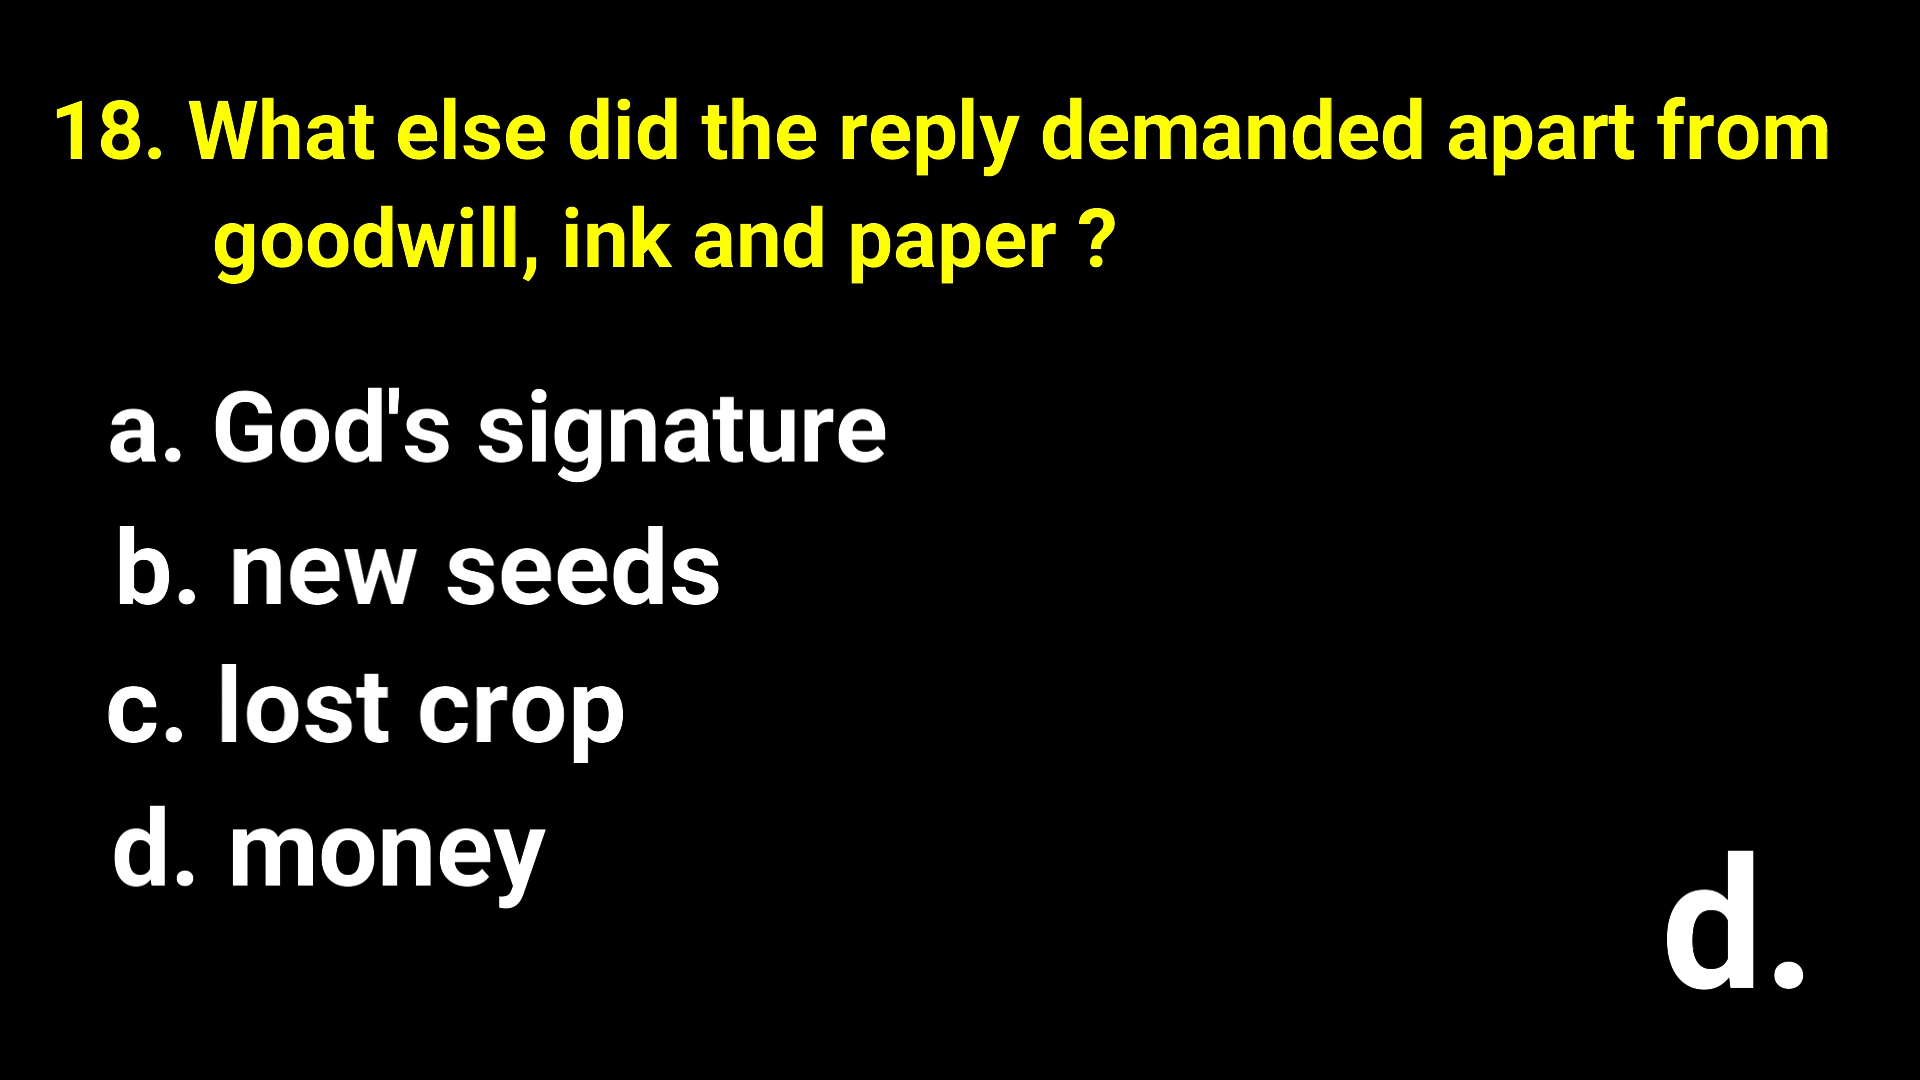 18. What else did the reply demanded apart from
goodwill, ink and paper ?
a. God's signature
b. new seeds
c. lost crop
d. money
d.